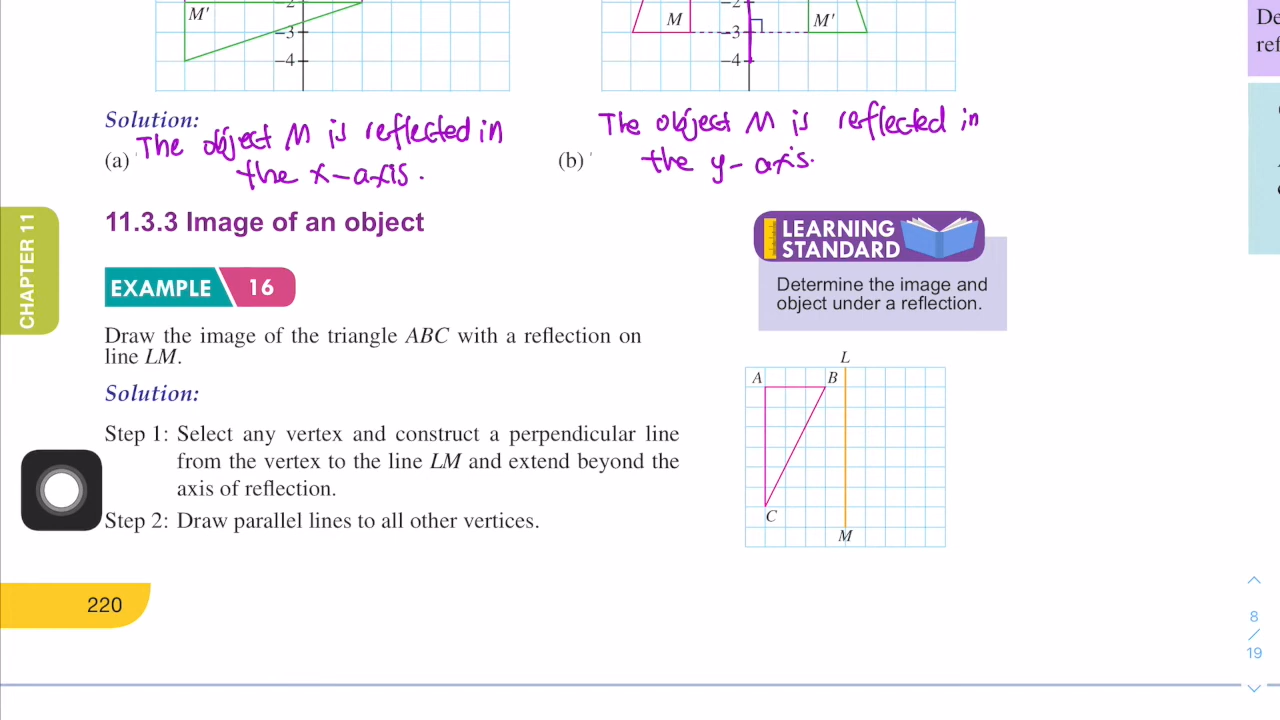 -2
M'
-3
-4
-2
M
M'
-3
-4
De
ref
Solution:
(a) The object M is reflected in
the x-axis.
(b) The object M is reflected in
the y-axis.
CHAPTER 11
11.3.3 Image of an object
LEARNING
STANDARD
Determine the image and
object under a reflection.
EXAMPLE 16
Draw the image of the triangle ABC with a reflection on
line LM.
Solution:
Step 1: Select any vertex and construct a perpendicular line
from the vertex to the line LM and extend beyond the
axis of reflection.
Step 2: Draw parallel lines to all other vertices.
L
A
B
C
M
220
8
/
19